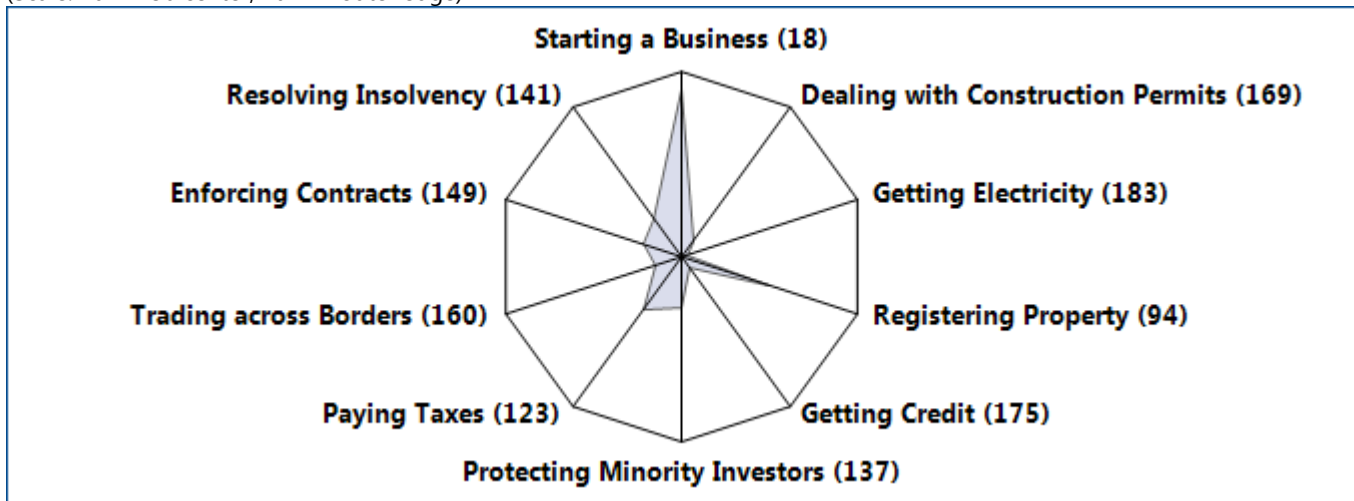 Starting a Business (18)
Resolving Insolvency (141)
Dealing with Construction Permits (169)
Enforcing Contracts (149)
Getting Electricity (183)
Trading across Borders (160)
Registering Property (94)
Paying Taxes (123)
Getting Credit (175)
Protecting Minority Investors (137)